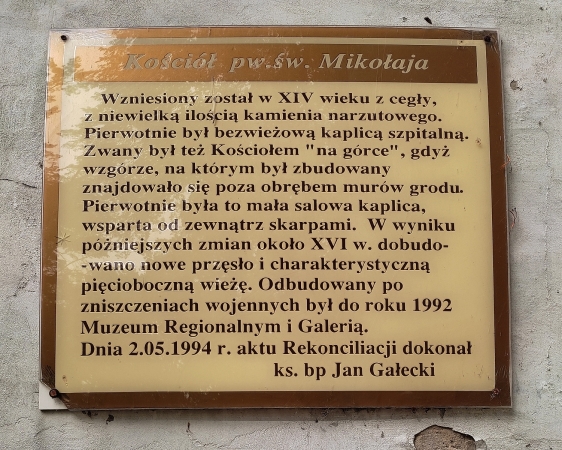 Kościół pw.św. Mikołaja
Wzniesiony został w XIV wieku z cegły,
z niewielką ilością kamienia narzutowego.
Pierwotnie był bezwieżową kaplicą szpitalną.
Zwany był też Kościołem "na górce", gdyż
wzgórze, na którym był zbudowany
znajdowało się poza obrębem murów grodu.
Pierwotnie była to mała salowa kaplica,
wsparta od zewnątrz skarpami. W wyniku
późniejszych zmian około XVI w. dobudo-
-wano nowe przęsło i charakterystyczną
pięcioboczną wieżę. Odbudowany po
zniszczeniach wojennych był do roku 1992
Muzeum Regionalnym i Galerią.
Dnia 2.05.1994 r. aktu Rekonciliacji dokonał
ks. bp Jan Gałecki